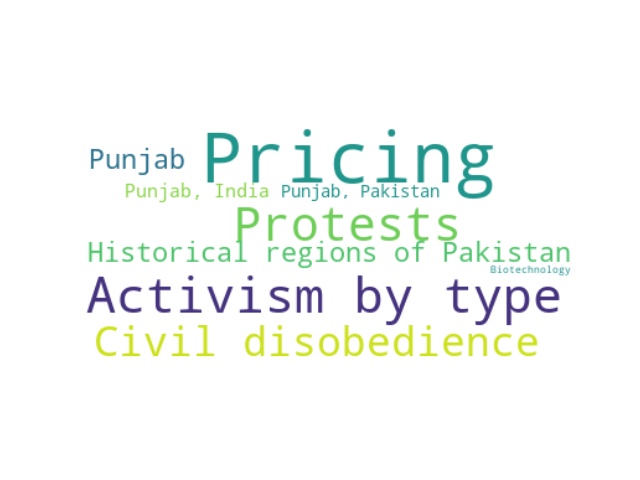 Pricing
Punjab
Punjab, India
Punjab, Pakistan
Protests
Historical regions of Pakistan
Biotechnology
Activism by type
Civil disobedience